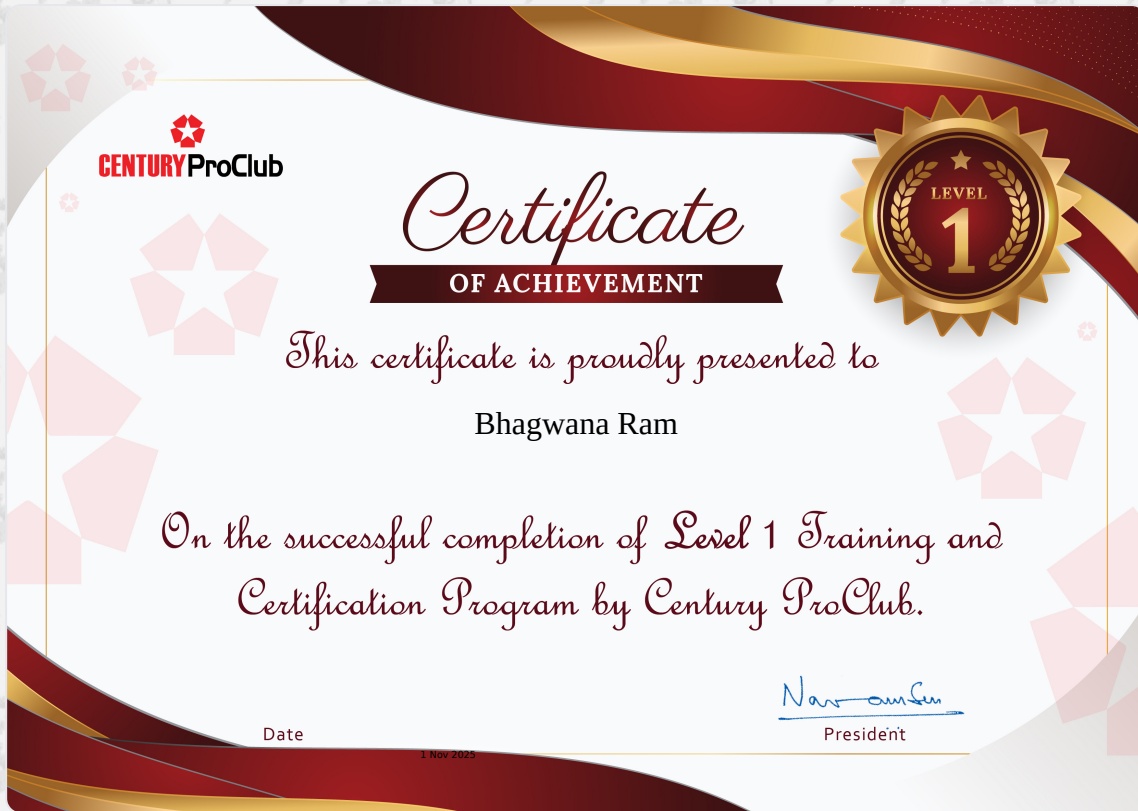 CENTURY ProClub
LEVEL
1
Certificate
OF ACHIEVEMENT
This certificate is proudly presented to
Bhagwana Ram
On the successful completion of Level 1 Training and
Certification Program by Century ProClub.
Date
President
1 Nov 2025